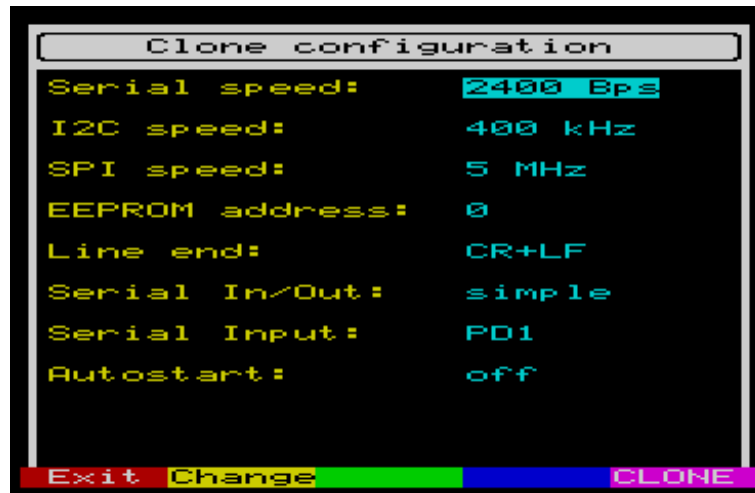 Clone configuration
Serial speed: 2400 Bps
I2C speed: 400 kHz
SPI speed: 5 MHz
EEPROM address: 0
Line end: CR+LF
Serial In/Out: simple
Serial Input: PD1
Autostart: off
Exit Change CLONE